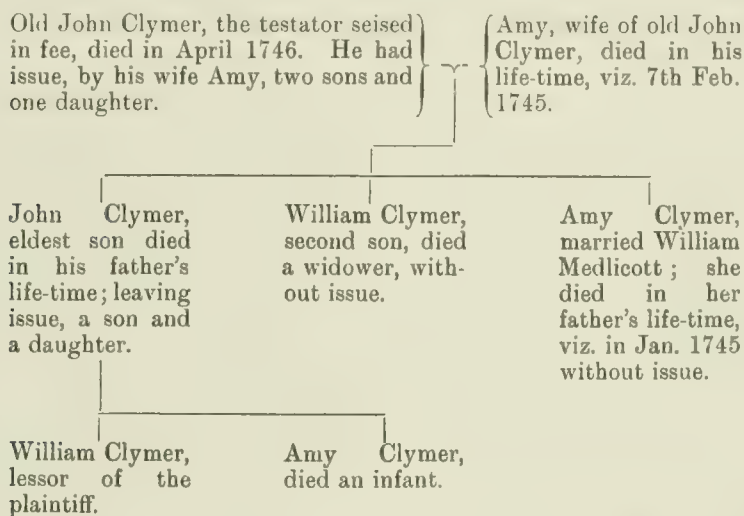 Old John Clymer, the testator seised
in fee, died in April 1746. He had
issue, by his wife Amy, two sons and
one daughter.
Amy, wife of old John
Clymer, died in his
life-time, viz. 7th Feb.
1745.
John Clymer,
eldest son died
in his father's
life-time; leaving
issue, a son and
a daughter.
William Clymer,
second son, died
a widower, with-
out issue.
Amy Clymer,
married William
Medlicott; she
died in her
father's life-time,
viz. in Jan. 1745
without issue.
William Clymer,
lessor of the
plaintiff.
Amy Clymer,
died an infant.